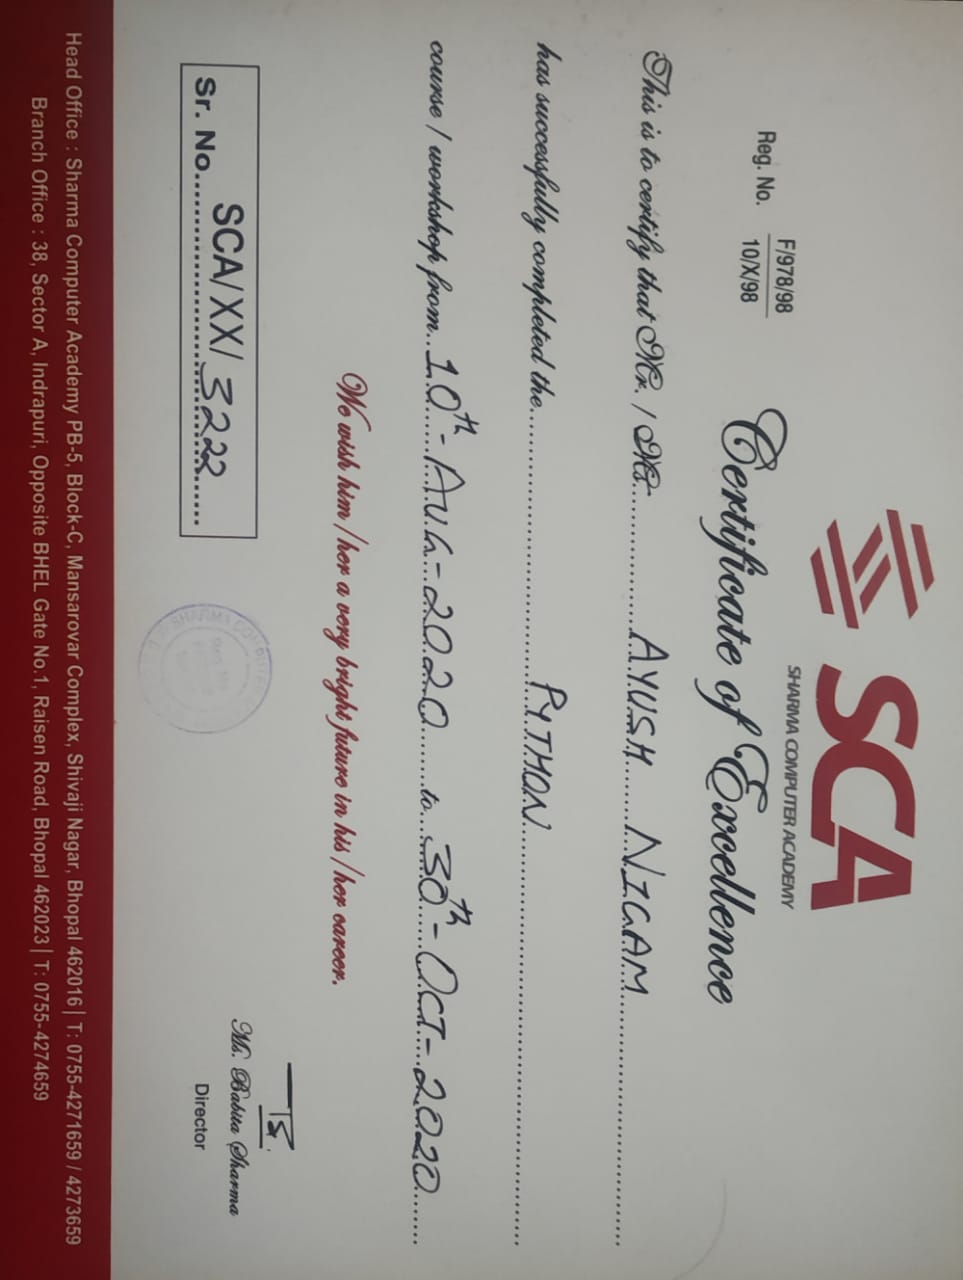 SCA
SHARMA COMPUTER ACADEMY
Reg. No. F/978/98
10/X/98
Certificate of Excellence
This is to certify that Mr. / Ms. AYUSH NIGAM
has successfully completed the PYTHON
course / workshop from 10th-AUG-2020 to 30th-OCT-2020
We wish him / her a very bright future in his / her career.
Sr. No. SCA/XX/3222
Ms. Babita Sharma
Director
Head Office : Sharma Computer Academy PB-5, Block-C, Mansarovar Complex, Shivaji Nagar, Bhopal 462016 | T: 0755-4271659 / 4273659
Branch Office : 38, Sector A, Indrapuri, Opposite BHEL Gate No.1, Raisen Road, Bhopal 462023 | T: 0755-4274659